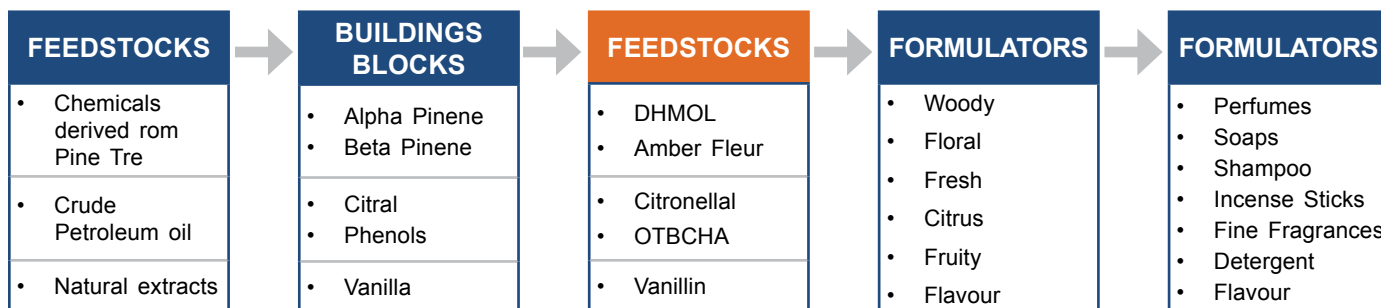 FEEDSTOCKS
• Chemicals
derived rom
Pine Tre
• Crude
Petroleum oil
• Natural extracts
BUILDINGS
BLOCKS
• Alpha Pinene
• Beta Pinene
• Citral
• Phenols
• Vanilla
FEEDSTOCKS
• DHMOL
• Amber Fleur
• Citronellal
• OTBCHA
• Vanillin
FORMULATORS
• Woody
• Floral
• Fresh
• Citrus
• Fruity
• Flavour
FORMULATORS
• Perfumes
• Soaps
• Shampoo
• Incense Sticks
• Fine Fragrances
• Detergent
• Flavour